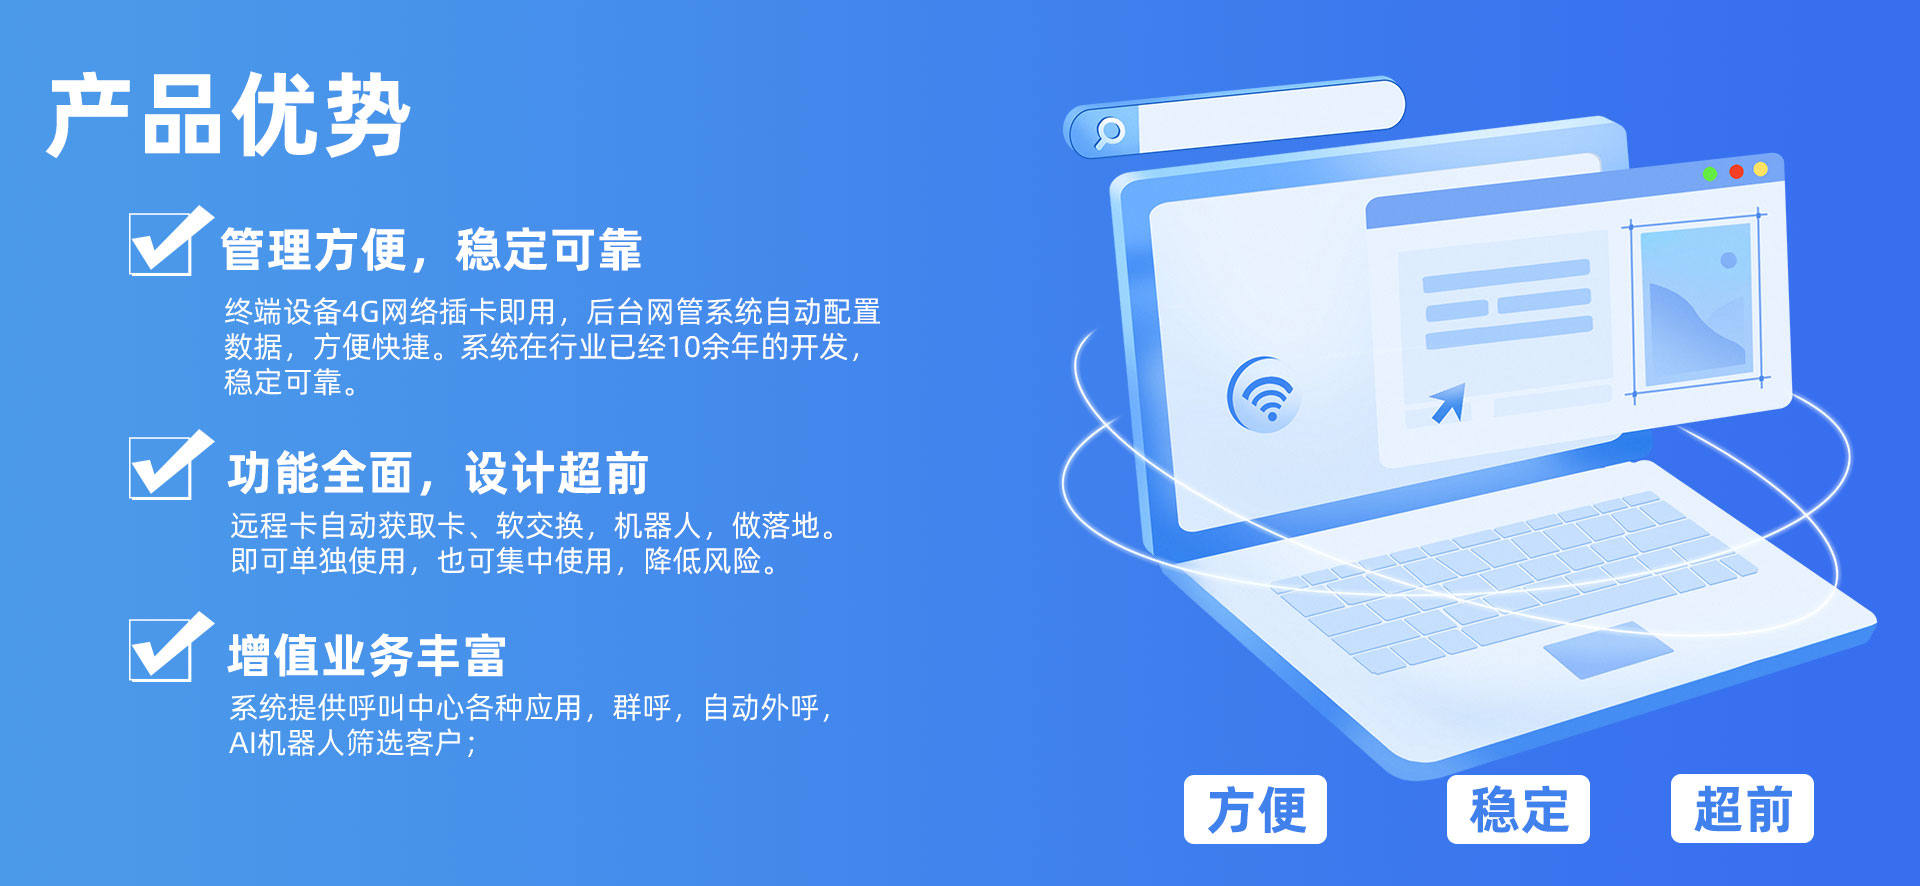 产品优势
管理方便，稳定可靠
终端设备4G网络插卡即用，后台网管系统自动配置
数据，方便快捷。系统在行业已经10余年的开发，
稳定可靠。
功能全面，设计超前
远程卡自动获取卡、软交换，机器人，做落地。
即可单独使用，也可集中使用，降低风险。
增值业务丰富
系统提供呼叫中心各种应用，群呼，自动外呼，
AI机器人筛选客户；
方便
稳定
超前